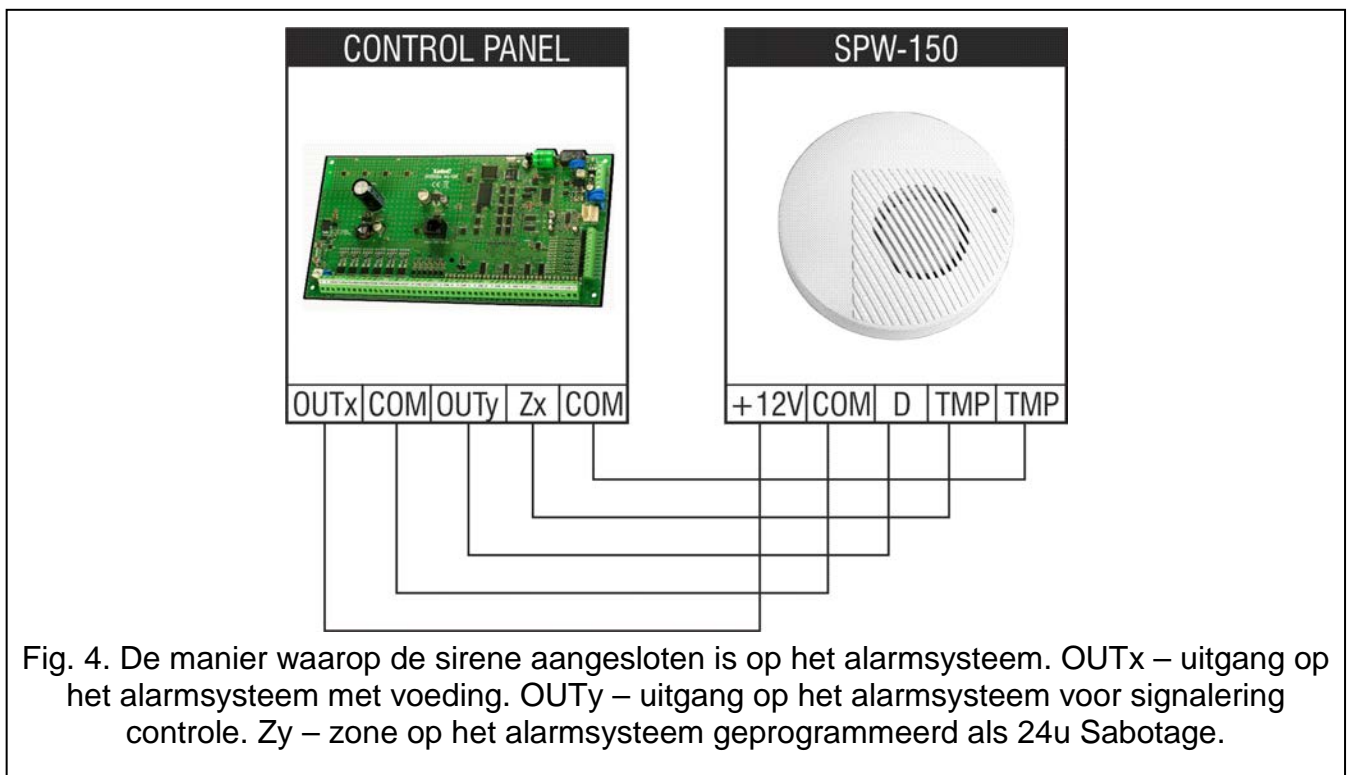 CONTROL PANEL
SPW-150
OUTx COM OUTy Zx COM
+12V COM D TMP TMP
Fig. 4. De manier waarop de sirene aangesloten is op het alarmsysteem. OUTx – uitgang op
het alarmsysteem met voeding. OUTy – uitgang op het alarmsysteem voor signalering
controle. Zy – zone op het alarmsysteem geprogrammeerd als 24u Sabotage.